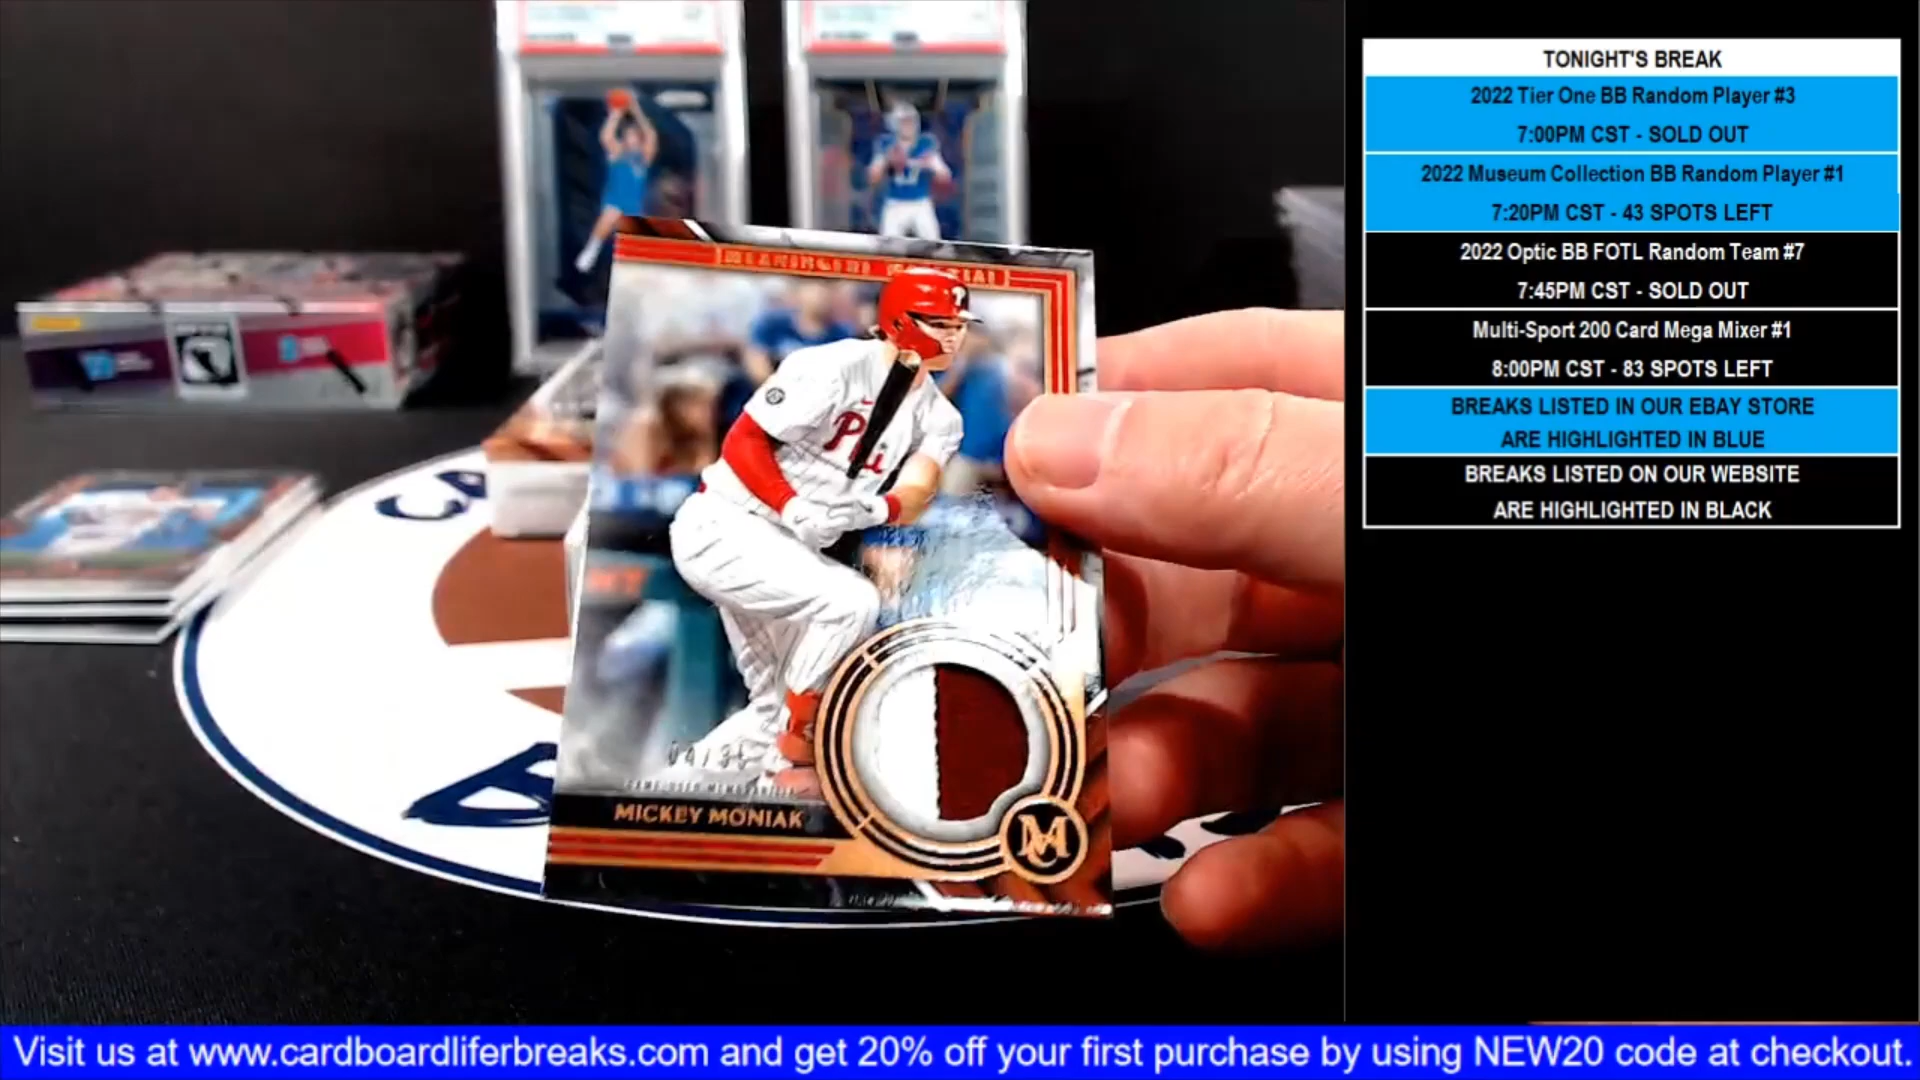 TONIGHT'S BREAK
2022 Tier One BB Random Player #3
7:00PM CST - SOLD OUT
2022 Museum Collection BB Random Player #1
7:20PM CST - 43 SPOTS LEFT
2022 Optic BB FOTL Random Team #7
7:45PM CST - SOLD OUT
Multi-Sport 200 Card Mega Mixer #1
8:00PM CST - 83 SPOTS LEFT
BREAKS LISTED IN OUR EBAY STORE
ARE HIGHLIGHTED IN BLUE
BREAKS LISTED ON OUR WEBSITE
ARE HIGHLIGHTED IN BLACK
P
Phi
04/35
MICKEY MONIAK
MC
Visit us at www.cardboardliferbreaks.com and get 20% off your first purchase by using NEW20 code at checkout.